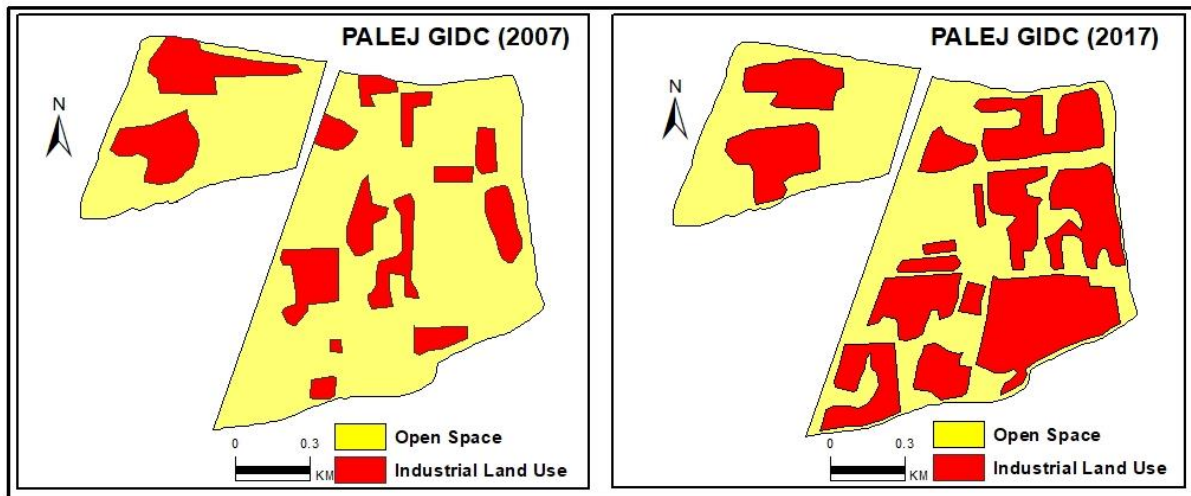 PALEJ GIDC (2007)
N
0 0.3
KM
Open Space
Industrial Land Use
PALEJ GIDC (2017)
N
0 0.3
KM
Open Space
Industrial Land Use